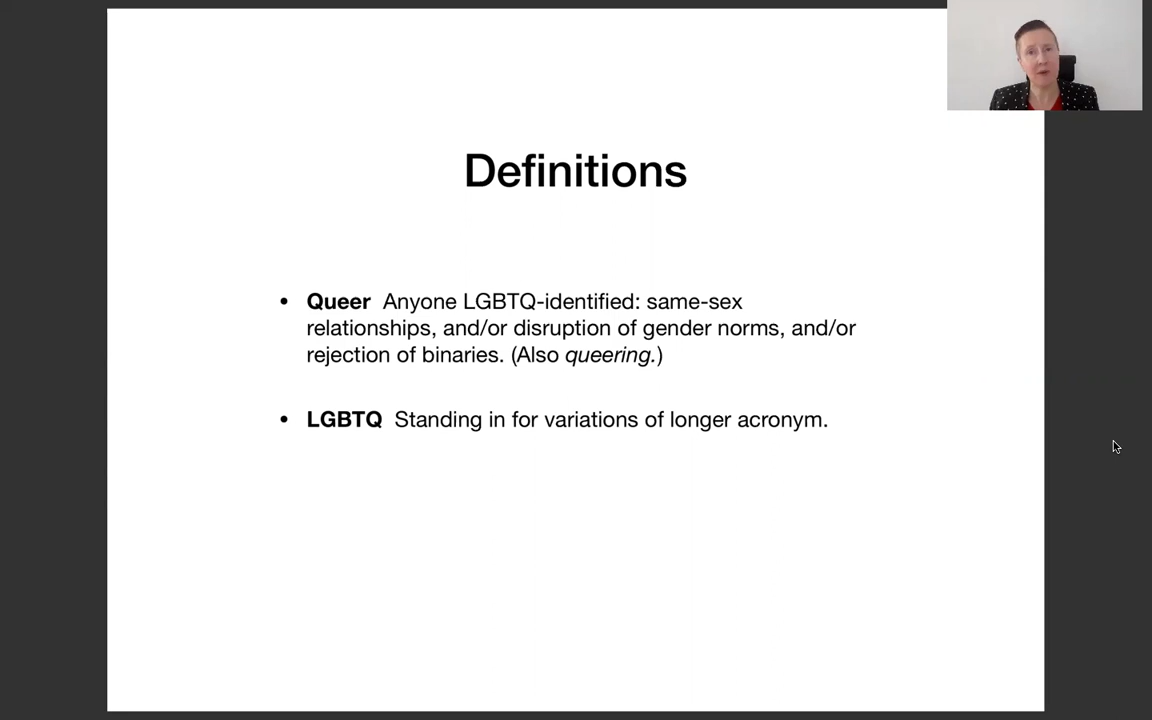 Definitions
• Queer Anyone LGBTQ-identified: same-sex
relationships, and/or disruption of gender norms, and/or
rejection of binaries. (Also queering.)
• LGBTQ Standing in for variations of longer acronym.